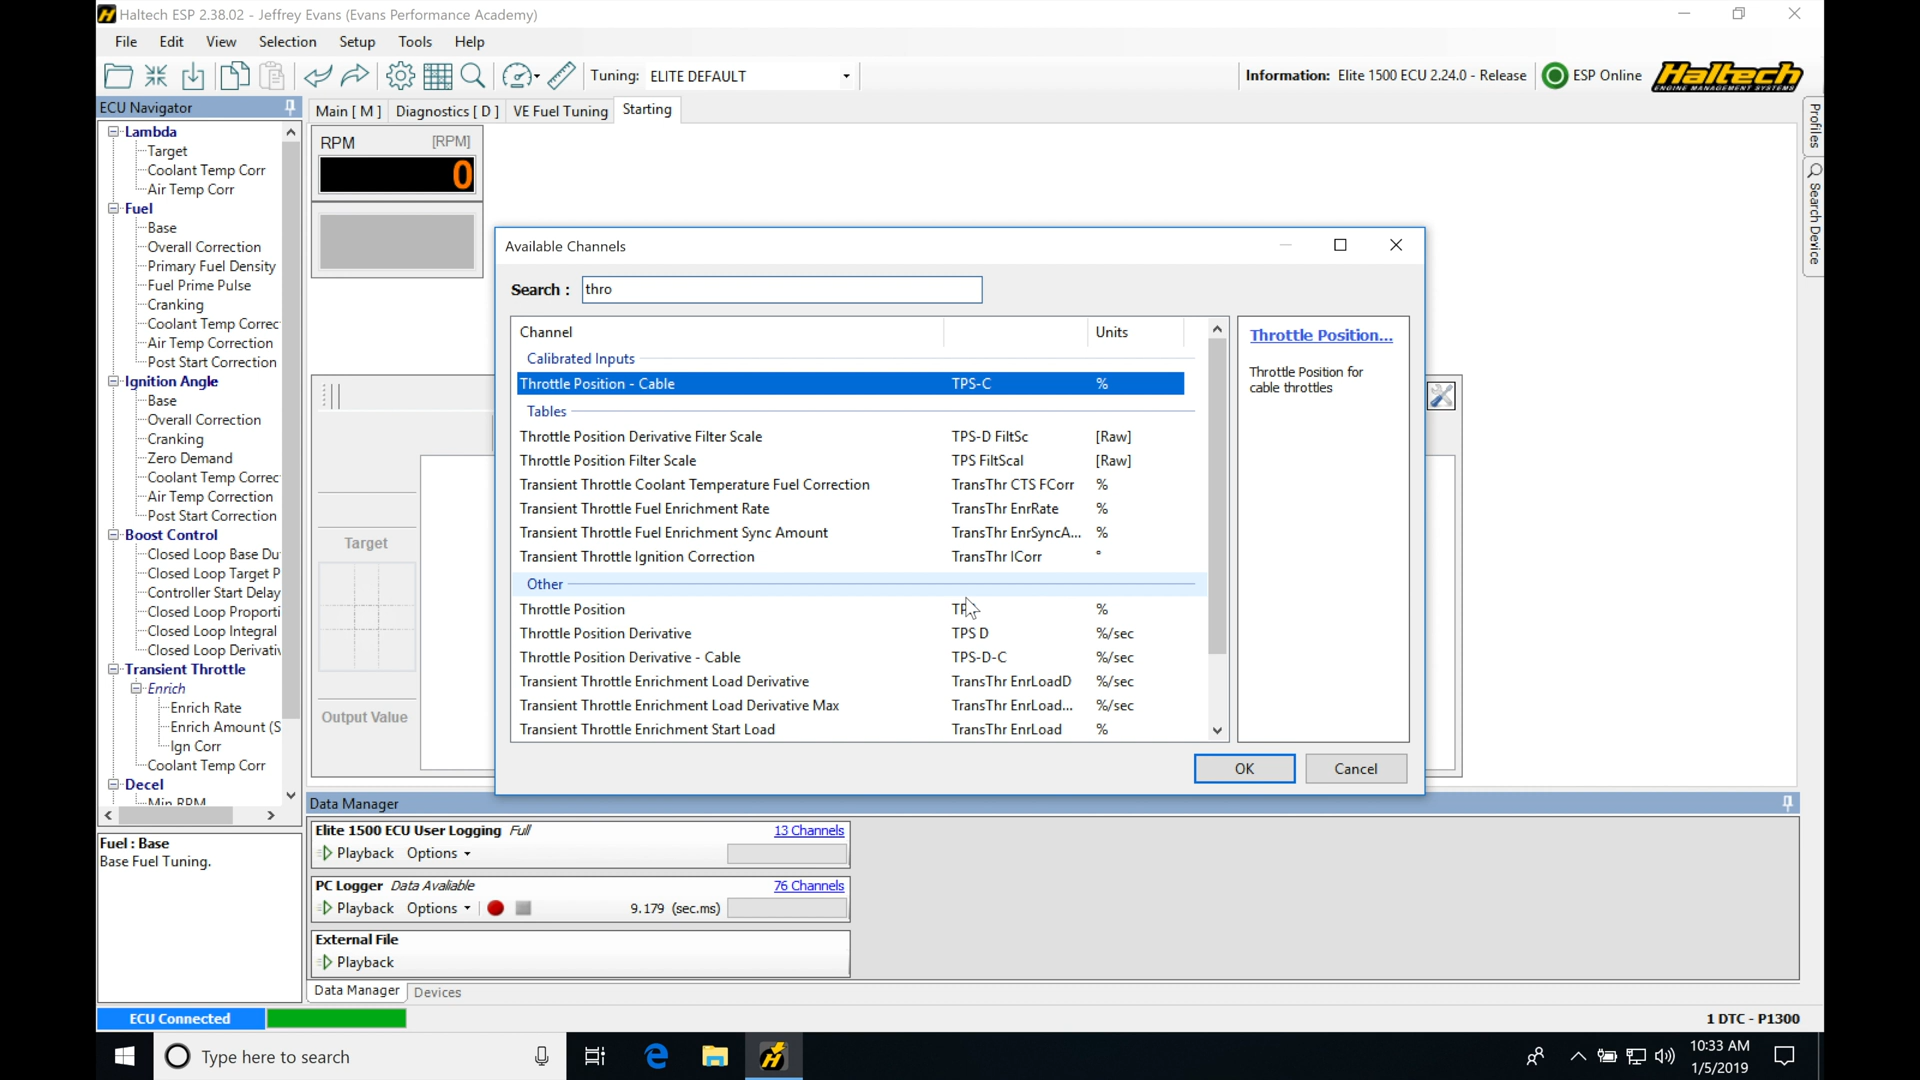 Haltech ESP 2.38.02 - Jeffrey Evans (Evans Performance Academy)
File Edit View Selection Setup Tools Help
Tuning: ELITE DEFAULT
Information: Elite 1500 ECU 2.24.0 - Release
ESP Online
Haltech
ENGINE MANAGEMENT SYSTEMS
ECU Navigator
Main [ M ] Diagnostics [ D ] VE Fuel Tuning Starting
Profiles
Search Device
Lambda
Target
Coolant Temp Corr
Air Temp Corr
Fuel
Base
Overall Correction
Primary Fuel Density
Fuel Prime Pulse
Cranking
Coolant Temp Correc
Air Temp Correction
Post Start Correction
Ignition Angle
Base
Overall Correction
Cranking
Zero Demand
Coolant Temp Correc
Air Temp Correction
Post Start Correction
Boost Control
Closed Loop Base Du
Closed Loop Target P
Controller Start Delay
Closed Loop Proporti
Closed Loop Integral
Closed Loop Derivati
Transient Throttle
Enrich
Enrich Rate
Enrich Amount (S
Ign Corr
Coolant Temp Corr
Decel
Min RPM
Fuel : Base
Base Fuel Tuning.
RPM [RPM]
0
Target
Output Value
Available Channels
Search : thro
Channel Units
Calibrated Inputs
Throttle Position - Cable TPS-C %
Tables
Throttle Position Derivative Filter Scale TPS-D FiltSc [Raw]
Throttle Position Filter Scale TPS FiltScal [Raw]
Transient Throttle Coolant Temperature Fuel Correction TransThr CTS FCorr %
Transient Throttle Fuel Enrichment Rate TransThr EnrRate %
Transient Throttle Fuel Enrichment Sync Amount TransThr EnrSyncA... %
Transient Throttle Ignition Correction TransThr ICorr °
Other
Throttle Position %
Throttle Position Derivative TPS D %/sec
Throttle Position Derivative - Cable TPS-D-C %/sec
Transient Throttle Enrichment Load Derivative TransThr EnrLoadD %/sec
Transient Throttle Enrichment Load Derivative Max TransThr EnrLoad... %/sec
Transient Throttle Enrichment Start Load TransThr EnrLoad %
Throttle Position...
Throttle Position for
cable throttles
OK Cancel
Data Manager
Elite 1500 ECU User Logging Full 13 Channels
Playback Options
PC Logger Data Avaliable 76 Channels
Playback Options 9.179 (sec.ms)
External File
Playback
Data Manager Devices
ECU Connected
1 DTC - P1300
Type here to search
10:33 AM
1/5/2019